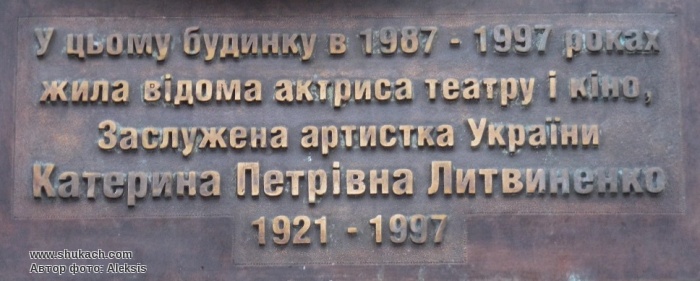 У цьому будинку в 1987 - 1997 роках
жила відома актриса театру і кіно,
Заслужена артистка України
Катерина Петрівна Литвиненко
1921 - 1997
www.shukach.com
Автор фото: Aleksis